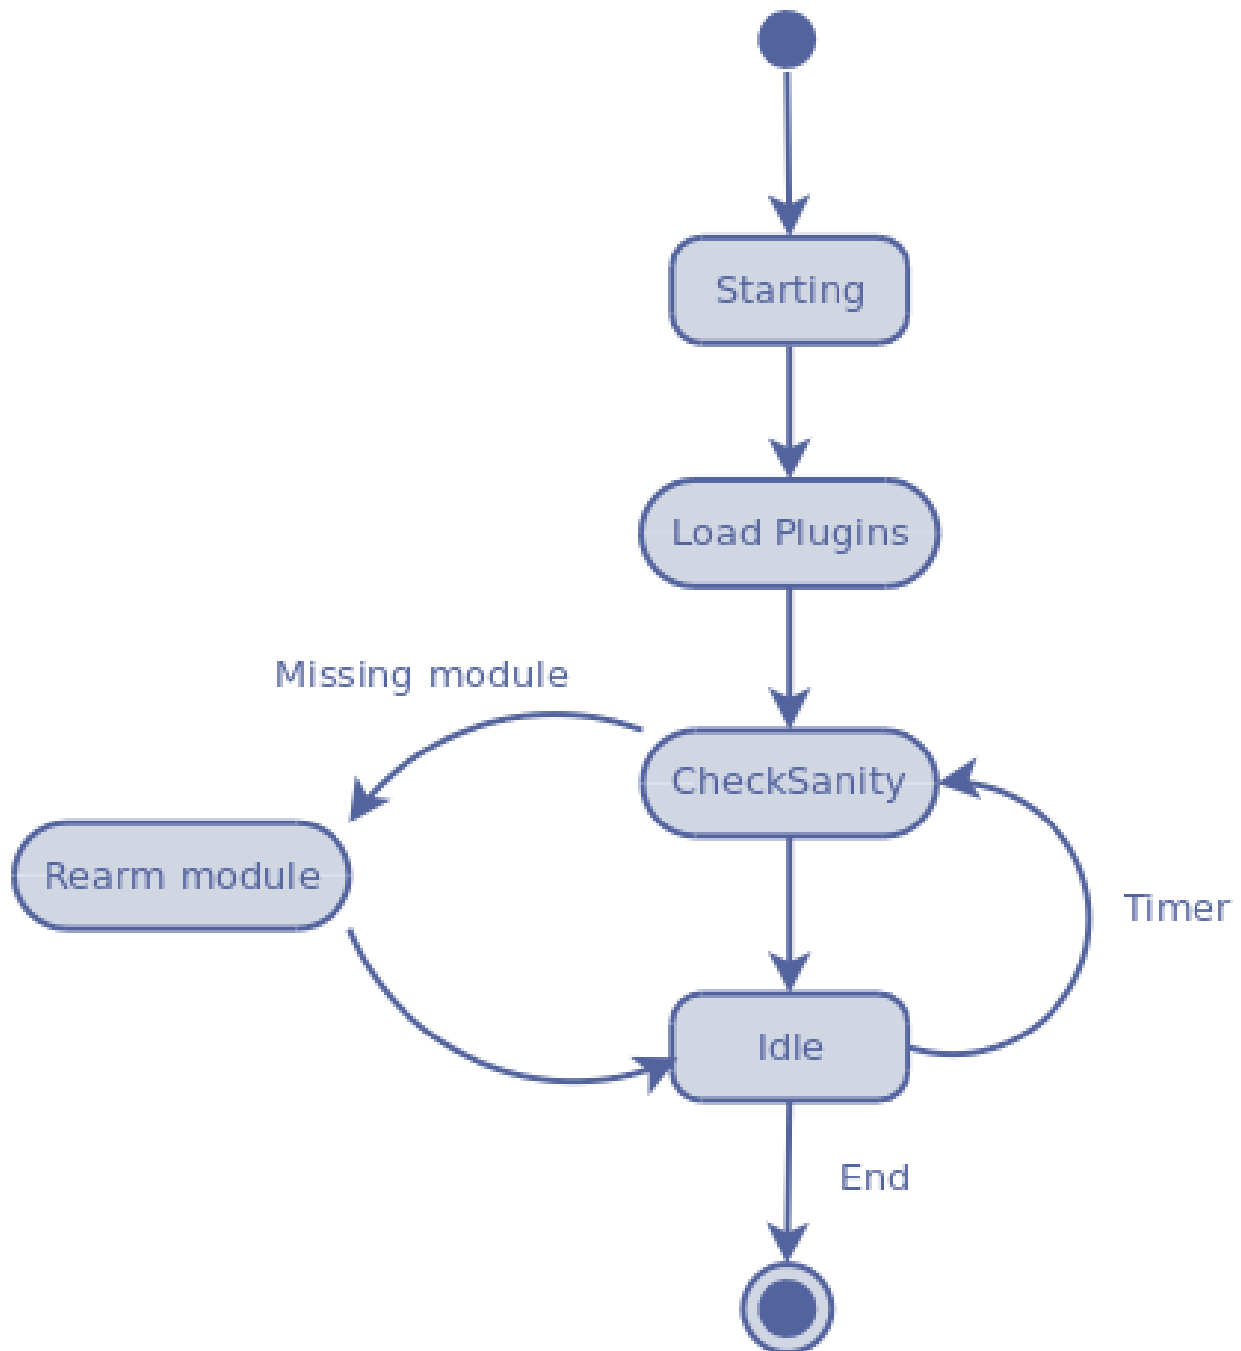 Starting
Load Plugins
Missing module
CheckSanity
Rearm module
Timer
Idle
End